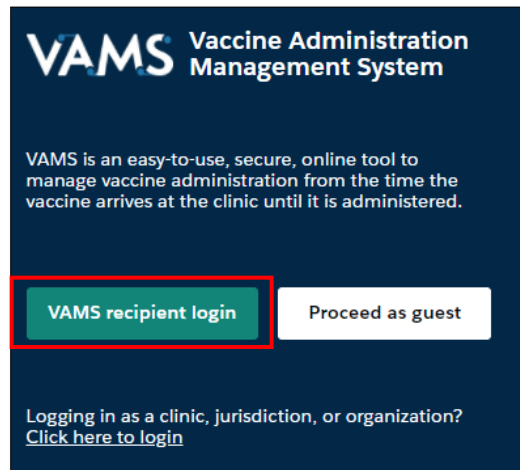 VAMS Vaccine Administration
Management System
VAMS is an easy-to-use, secure, online tool to
manage vaccine administration from the time the
vaccine arrives at the clinic until it is administered.
VAMS recipient login Proceed as guest
Logging in as a clinic, jurisdiction, or organization?
Click here to login